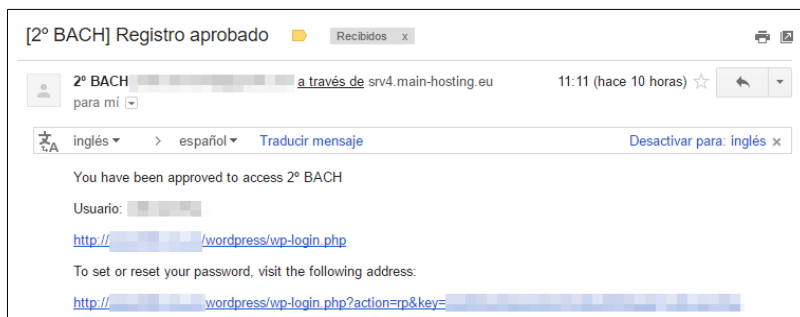 [2º BACH] Registro aprobado Recibidos x
2º BACH a través de srv4.main-hosting.eu 11:11 (hace 10 horas)
para mí
inglés > español Traducir mensaje Desactivar para: inglés x
You have been approved to access 2º BACH
Usuario:
http:// /wordpress/wp-login.php
To set or reset your password, visit the following address:
http:// wordpress/wp-login.php?action=rp&key=